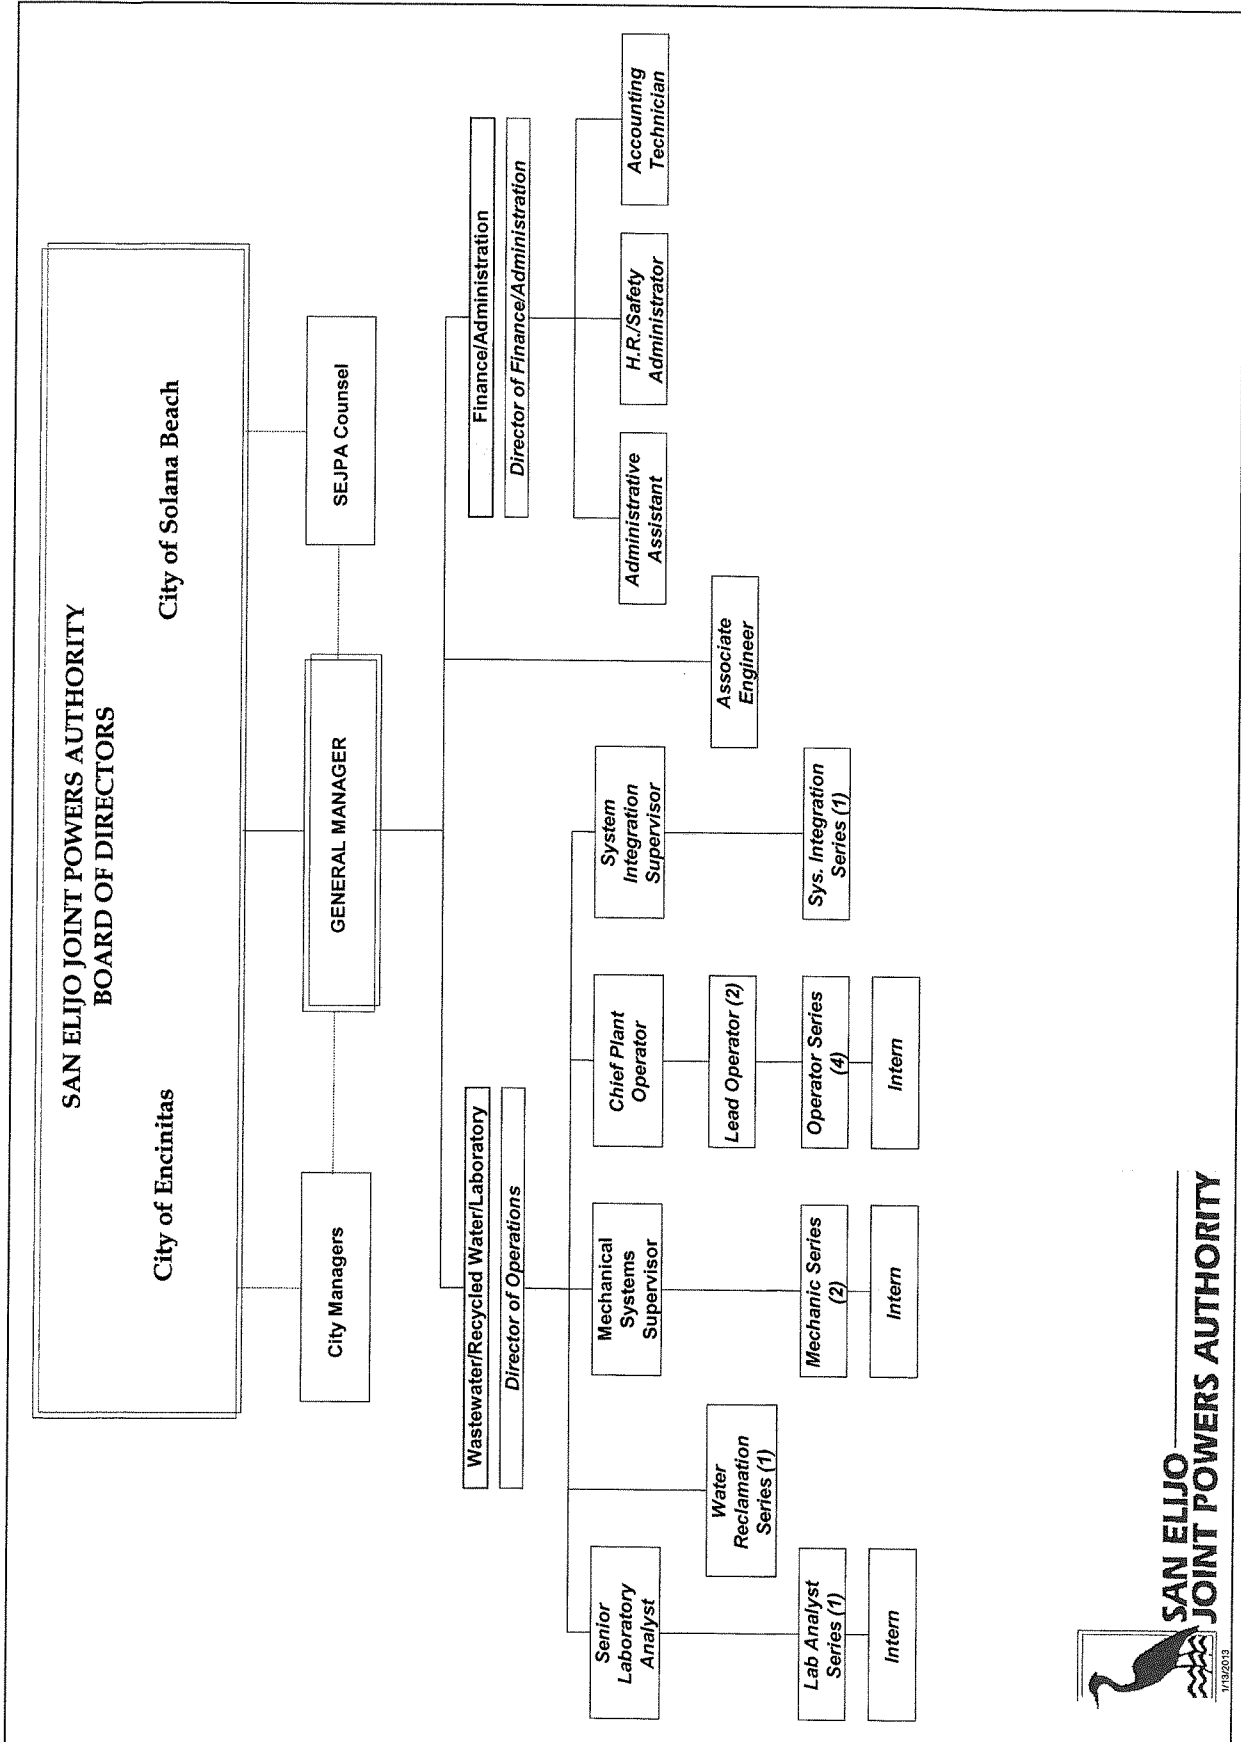 SAN ELIJO JOINT POWERS AUTHORITY
BOARD OF DIRECTORS
City of Encinitas
City of Solana Beach
City Managers
GENERAL MANAGER
SEJPA Counsel
Wastewater/Recycled Water/Laboratory
Director of Operations
Finance/Administration
Director of Finance/Administration
Senior
Laboratory
Analyst
Water
Reclamation
Series (1)
Mechanical
Systems
Supervisor
Chief Plant
Operator
System
Integration
Supervisor
Associate
Engineer
Administrative
Assistant
H.R./Safety
Administrator
Accounting
Technician
Lead Operator (2)
Lab Analyst
Series (1)
Mechanic Series
(2)
Operator Series
(4)
Sys. Integration
Series (1)
Intern
Intern
Intern
SAN ELIJO
JOINT POWERS AUTHORITY
1/13/2013